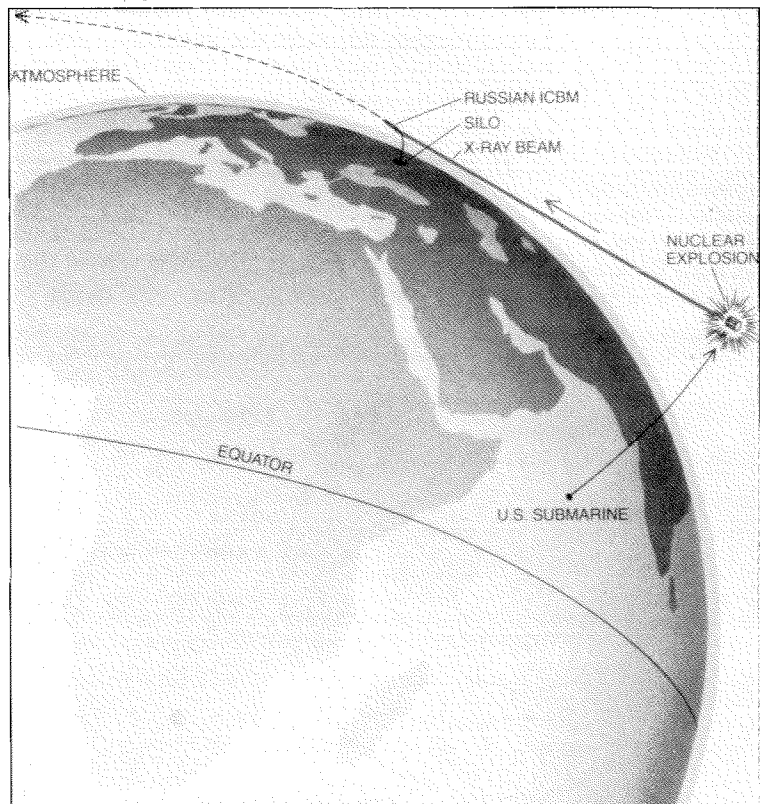 ATMOSPHERE
RUSSIAN ICBM
SILO
X-RAY BEAM
NUCLEAR
EXPLOSION
EQUATOR
U.S. SUBMARINE